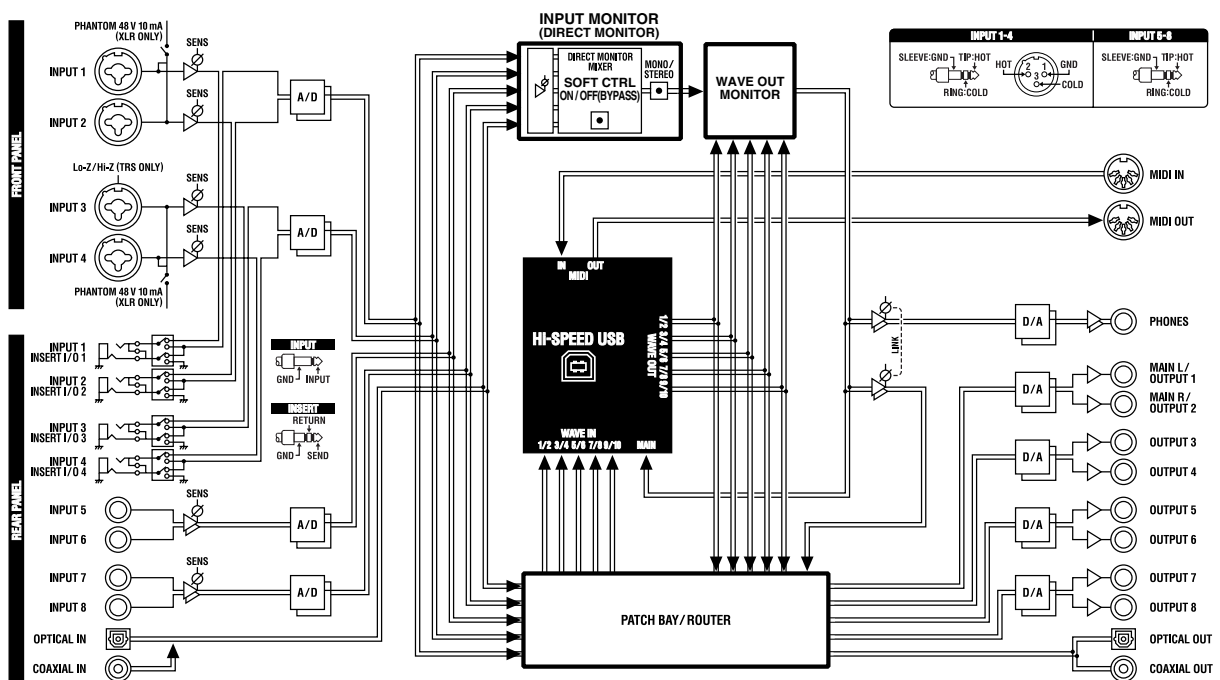 FRONT PANEL
PHANTOM 48 V 10 mA
(XLR ONLY)
SENS
INPUT 1
INPUT 2
A/D
Lo-Z/Hi-Z (TRS ONLY)
SENS
INPUT 3
INPUT 4
A/D
PHANTOM 48 V 10 mA
(XLR ONLY)
REAR PANEL
INPUT 1
INSERT I/O 1
INPUT 2
INSERT I/O 2
INPUT 3
INSERT I/O 3
INPUT 4
INSERT I/O 4
INPUT
GND
INPUT
INSERT
RETURN
GND
SEND
INPUT 5
INPUT 6
SENS
A/D
INPUT 7
INPUT 8
SENS
A/D
OPTICAL IN
COAXIAL IN
INPUT MONITOR
(DIRECT MONITOR)
DIRECT MONITOR
MIXER
SOFT CTRL
ON/OFF(BYPASS)
MONO/
STEREO
WAVE OUT
MONITOR
IN
OUT
MIDI
HI-SPEED USB
1/2 3/4 5/6 7/8 9/10
WAVE OUT
WAVE IN
1/2 3/4 5/6 7/8 9/10
MAIN
PATCH BAY/ROUTER
INPUT 1-4
SLEEVE:GND
TIP:HOT
RING:COLD
HOT
2
1
3
GND
COLD
INPUT 5-8
SLEEVE:GND
TIP:HOT
RING:COLD
MIDI IN
MIDI OUT
LINK
D/A
PHONES
D/A
MAIN L/
OUTPUT 1
MAIN R/
OUTPUT 2
D/A
OUTPUT 3
OUTPUT 4
D/A
OUTPUT 5
OUTPUT 6
D/A
OUTPUT 7
OUTPUT 8
OPTICAL OUT
COAXIAL OUT